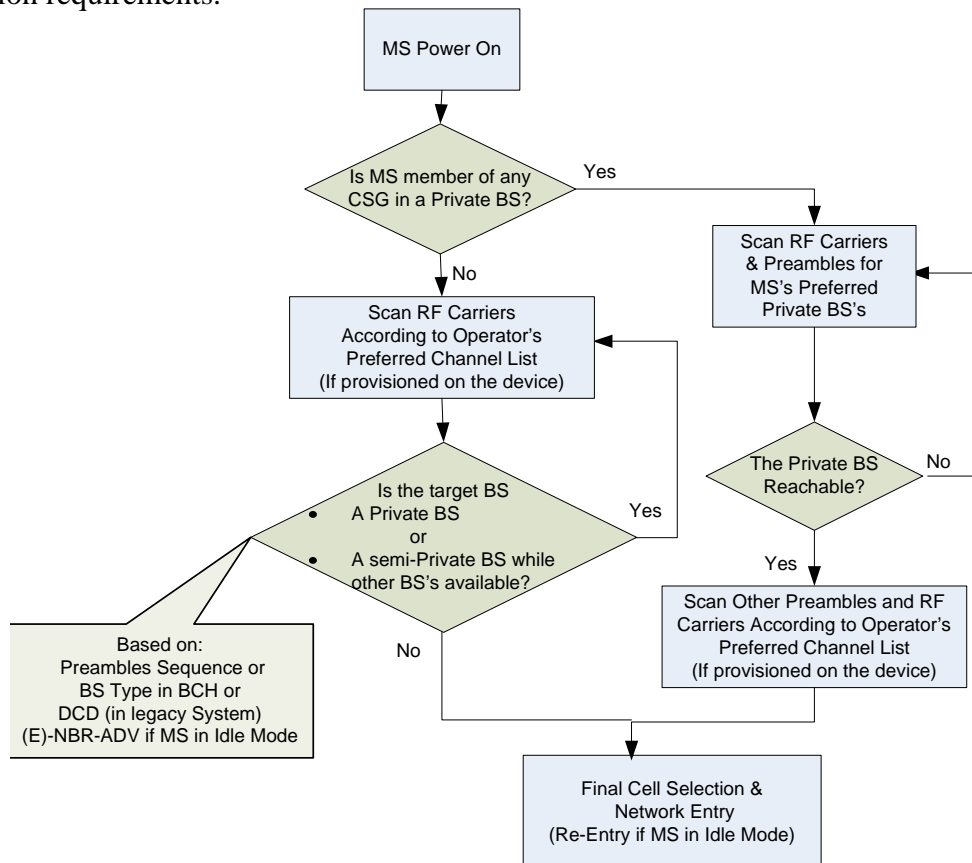 ion requirements.
MS Power On
Is MS member of any
CSG in a Private BS?
Yes
No
Scan RF Carriers
& Preambles for
MS's Preferred
Private BS's
Scan RF Carriers
According to Operator's
Preferred Channel List
(If provisioned on the device)
The Private BS
Reachable?
No
Yes
Is the target BS
• A Private BS
or
• A semi-Private BS while
other BS's available?
Yes
No
Scan Other Preambles and RF
Carriers According to Operator's
Preferred Channel List
(If provisioned on the device)
Based on:
Preambles Sequence or
BS Type in BCH or
DCD (in legacy System)
(E)-NBR-ADV if MS in Idle Mode
Final Cell Selection &
Network Entry
(Re-Entry if MS in Idle Mode)